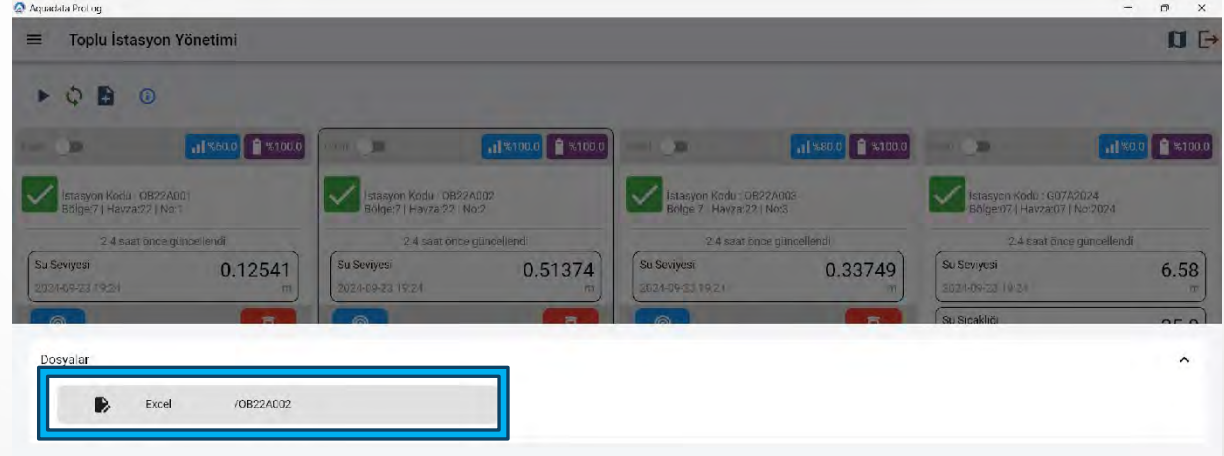 Aquadata ProLog
Toplu İstasyon Yönetimi
%60.0 %100.0
%100.0 %100.0
%80.0 %100.0
%0.0 %100.0
İstasyon Kodu : OB22A001
Bölge:7 | Havza:22 | No:1
İstasyon Kodu : OB22A002
Bölge:7 | Havza:22 | No:2
İstasyon Kodu : OB22A003
Bölge:7 | Havza:22 | No:3
İstasyon Kodu : G07A2024
Bölge:07 | Havza:07 | No:2024
2.4 saat önce güncellendi
2.4 saat önce güncellendi
2.4 saat önce güncellendi
2.4 saat önce güncellendi
Su Seviyesi 0.12541
2024-09-23 19:24 m
Su Seviyesi 0.51374
2024-09-23 19:24 m
Su Seviyesi 0.33749
2024-09-23 19:24 m
Su Seviyesi 6.58
2024-09-23 19:24 m
Su Sıcaklığı
Dosyalar
Excel /OB22A002